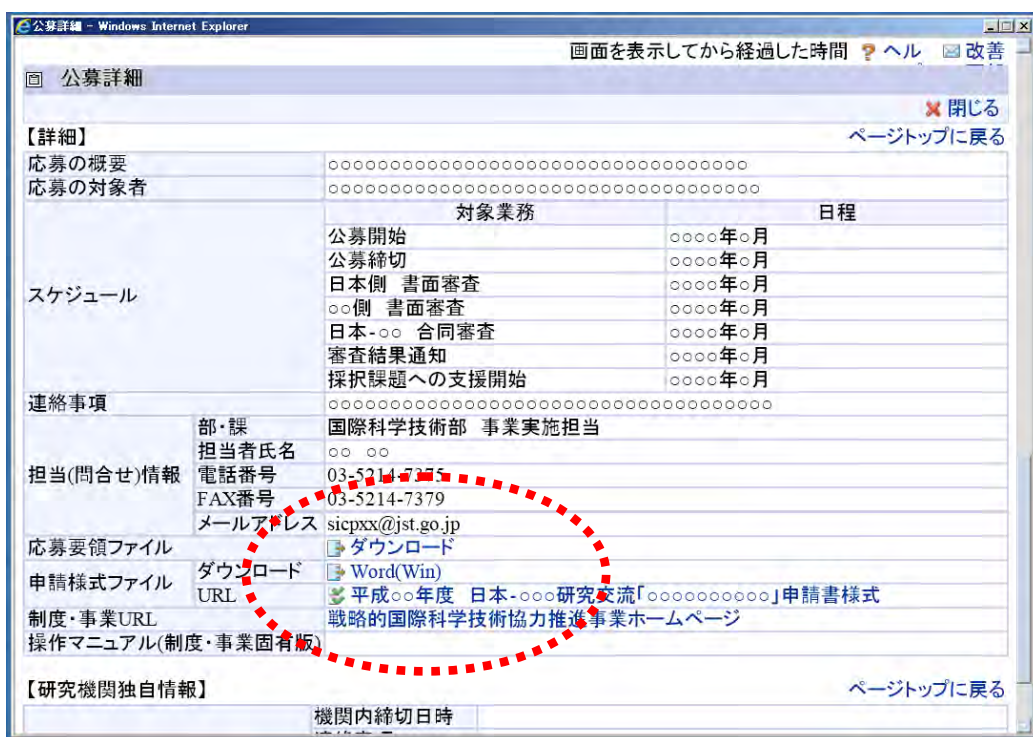 公募詳細 - Windows Internet Explorer
画面を表示してから経過した時間 ? ヘル 改善
公募詳細
閉じる
【詳細】 ページトップに戻る
応募の概要 ○○○○○○○○○○○○○○○○○○○○○○○○○○○○○○○○○○
応募の対象者 ○○○○○○○○○○○○○○○○○○○○○○○○○○○○○○○○○○○
対象業務 日程
公募開始 ○○○○年○月
公募締切 ○○○○年○月
日本側 書面審査 ○○○○年○月
スケジュール
○○側 書面審査 ○○○○年○月
日本-○○ 合同審査 ○○○○年○月
審査結果通知 ○○○○年○月
採択課題への支援開始 ○○○○年○月
連絡事項 ○○○○○○○○○○○○○○○○○○○○○○○○○○○○○○○○○○○○
部・課 国際科学技術部 事業実施担当
担当者氏名 ○○ ○○
担当(問合せ)情報 電話番号 03-5214-7375
FAX番号 03-5214-7379
メールアドレス sicpxx@jst.go.jp
応募要領ファイル ダウンロード
申請様式ファイル ダウンロード Word(Win)
URL 平成○○年度 日本-○○○研究交流「○○○○○○○○○○」申請書様式
制度・事業URL 戦略的国際科学技術協力推進事業ホームページ
操作マニュアル(制度・事業固有版)
【研究機関独自情報】 ページトップに戻る
機関内締切日時